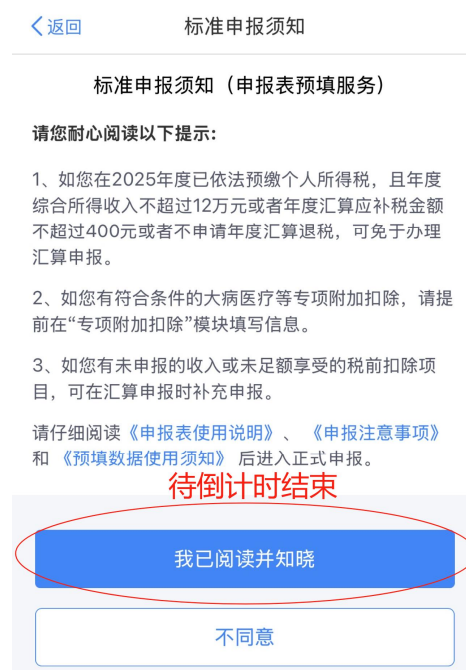 返回
标准申报须知
标准申报须知（申报表预填服务）
请您耐心阅读以下提示：
1、如您在2025年度已依法预缴个人所得税，且年度
综合所得收入不超过12万元或者年度汇算应补税金额
不超过400元或者不申请年度汇算退税，可免于办理
汇算申报。
2、如您有符合条件的大病医疗等专项附加扣除，请提
前在“专项附加扣除”模块填写信息。
3、如您有未申报的收入或未足额享受的税前扣除项
目，可在汇算申报时补充申报。
请仔细阅读《申报表使用说明》、《申报注意事项》
和《预填数据使用须知》后进入正式申报。
待倒计时结束
我已阅读并知晓
不同意